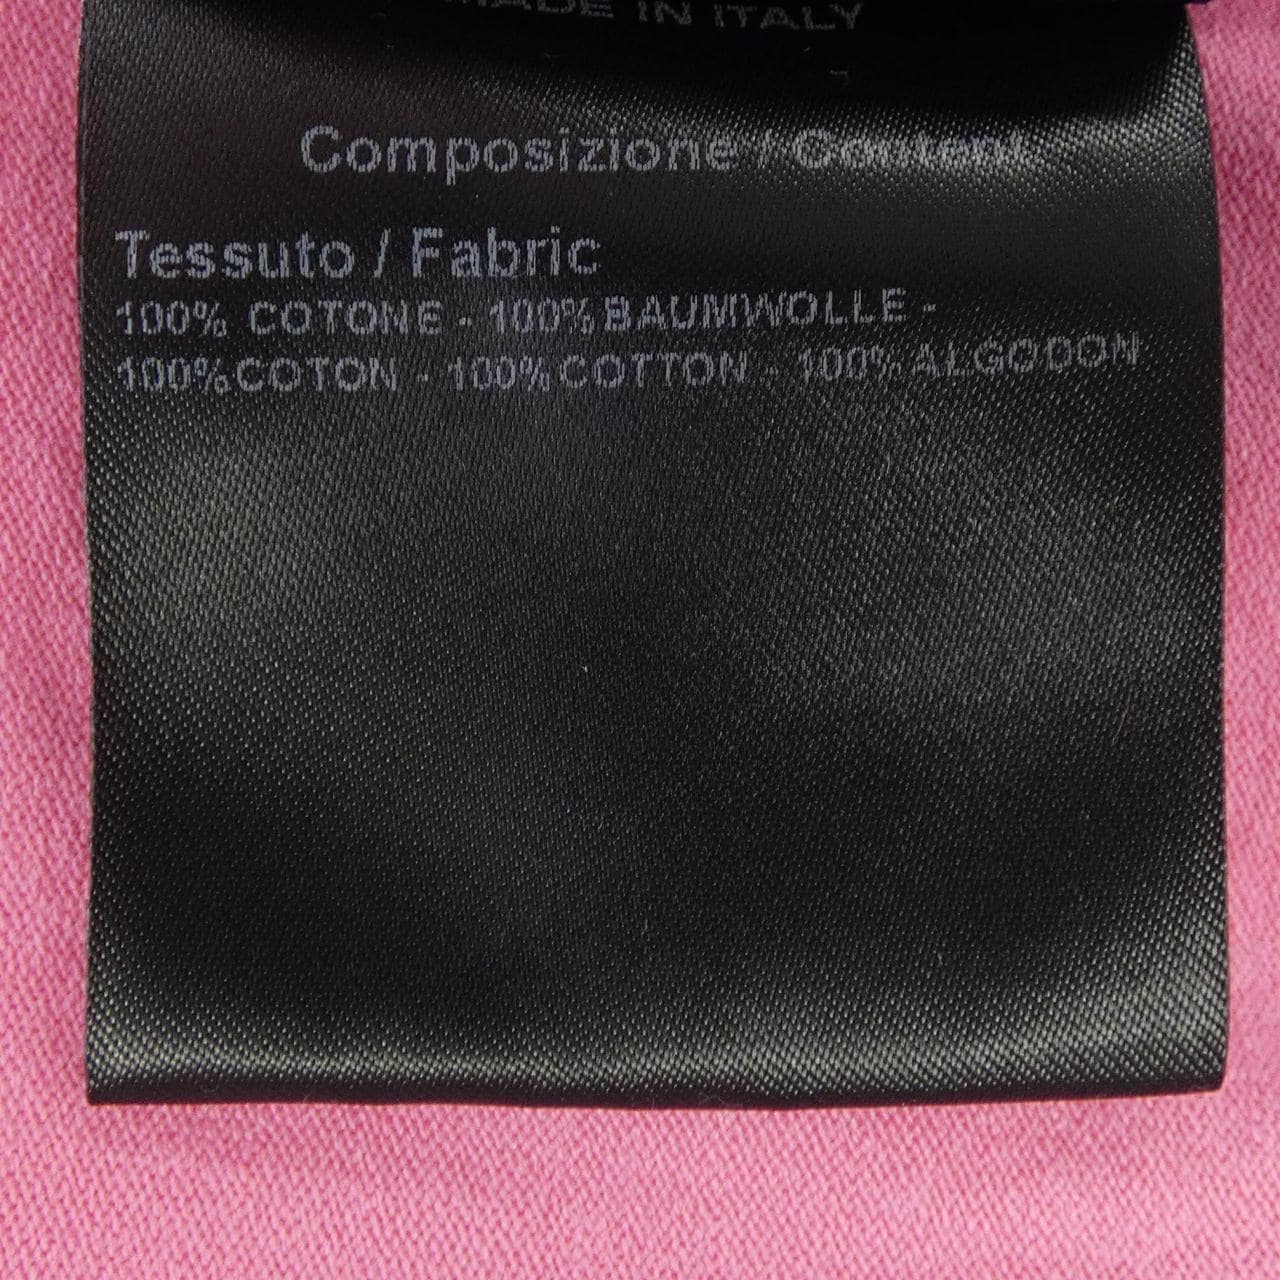 MADE IN ITALY
Composizione / Content
Tessuto / Fabric
100% COTONE - 100% BAUMWOLLE -
100% COTON - 100% COTTON - 100% ALGODON